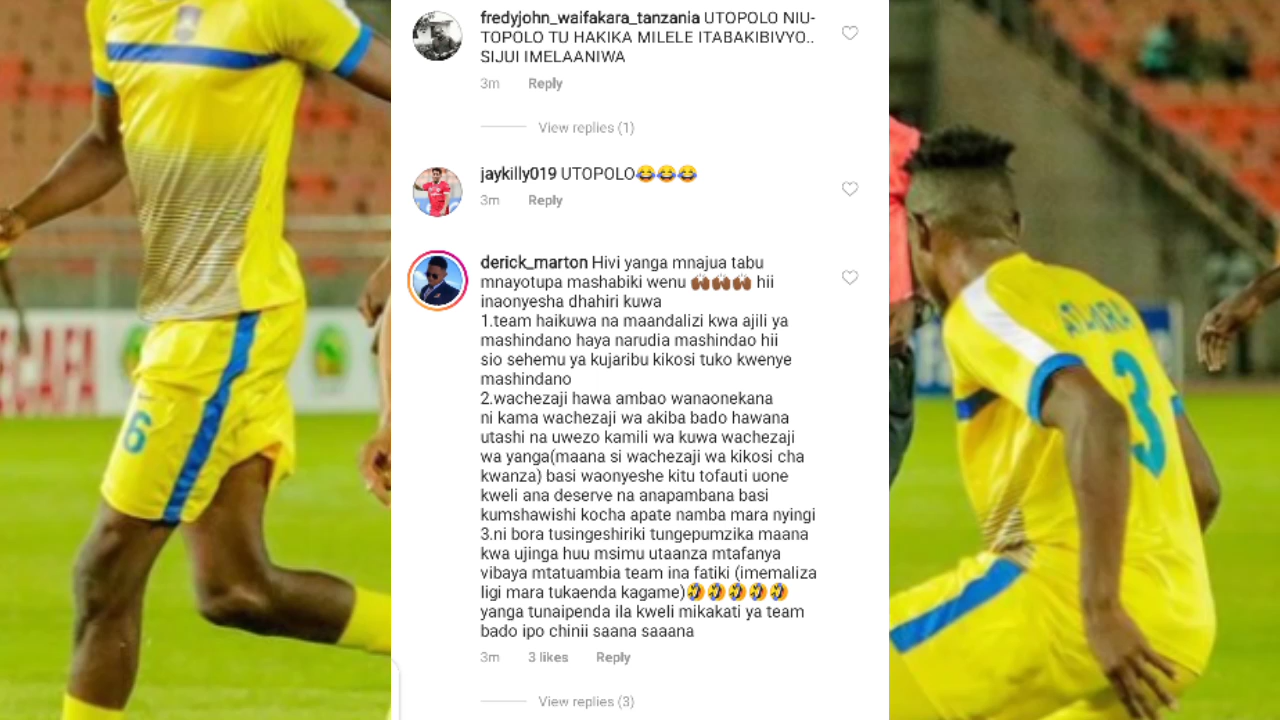 fredyjohn_waifakara_tanzania UTOPOLO NIU-
TOPOLO TU HAKIKA MILELE ITABAKIBIVYO..
SIJUI IMELAANIWA
3m Reply
View replies (1)
jaykilly019 UTOPOLO😂😂😂
3m Reply
derick_marton Hivi yanga mnajua tabu
mnayotupa mashabiki wenu 🙌🏾🙌🏾🙌🏾 hii
inaonyesha dhahiri kuwa
1.team haikuwa na maandalizi kwa ajili ya
mashindano haya narudia mashindao hii
sio sehemu ya kujaribu kikosi tuko kwenye
mashindano
2.wachezaji hawa ambao wanaonekana
ni kama wachezaji wa akiba bado hawana
utashi na uwezo kamili wa kuwa wachezaji
wa yanga(maana si wachezaji wa kikosi cha
kwanza) basi waonyeshe kitu tofauti uone
kweli ana deserve na anapambana basi
kumshawishi kocha apate namba mara nyingi
3.ni bora tusingeshiriki tungepumzika maana
kwa ujinga huu msimu utaanza mtafanya
vibaya mtatuambia team ina fatiki (imemaliza
ligi mara tukaenda kagame)🤣🤣🤣🤣🤣
yanga tunaipenda ila kweli mikakati ya team
bado ipo chinii saana saaana
3m 3 likes Reply
View replies (3)
CECAFA
6
3